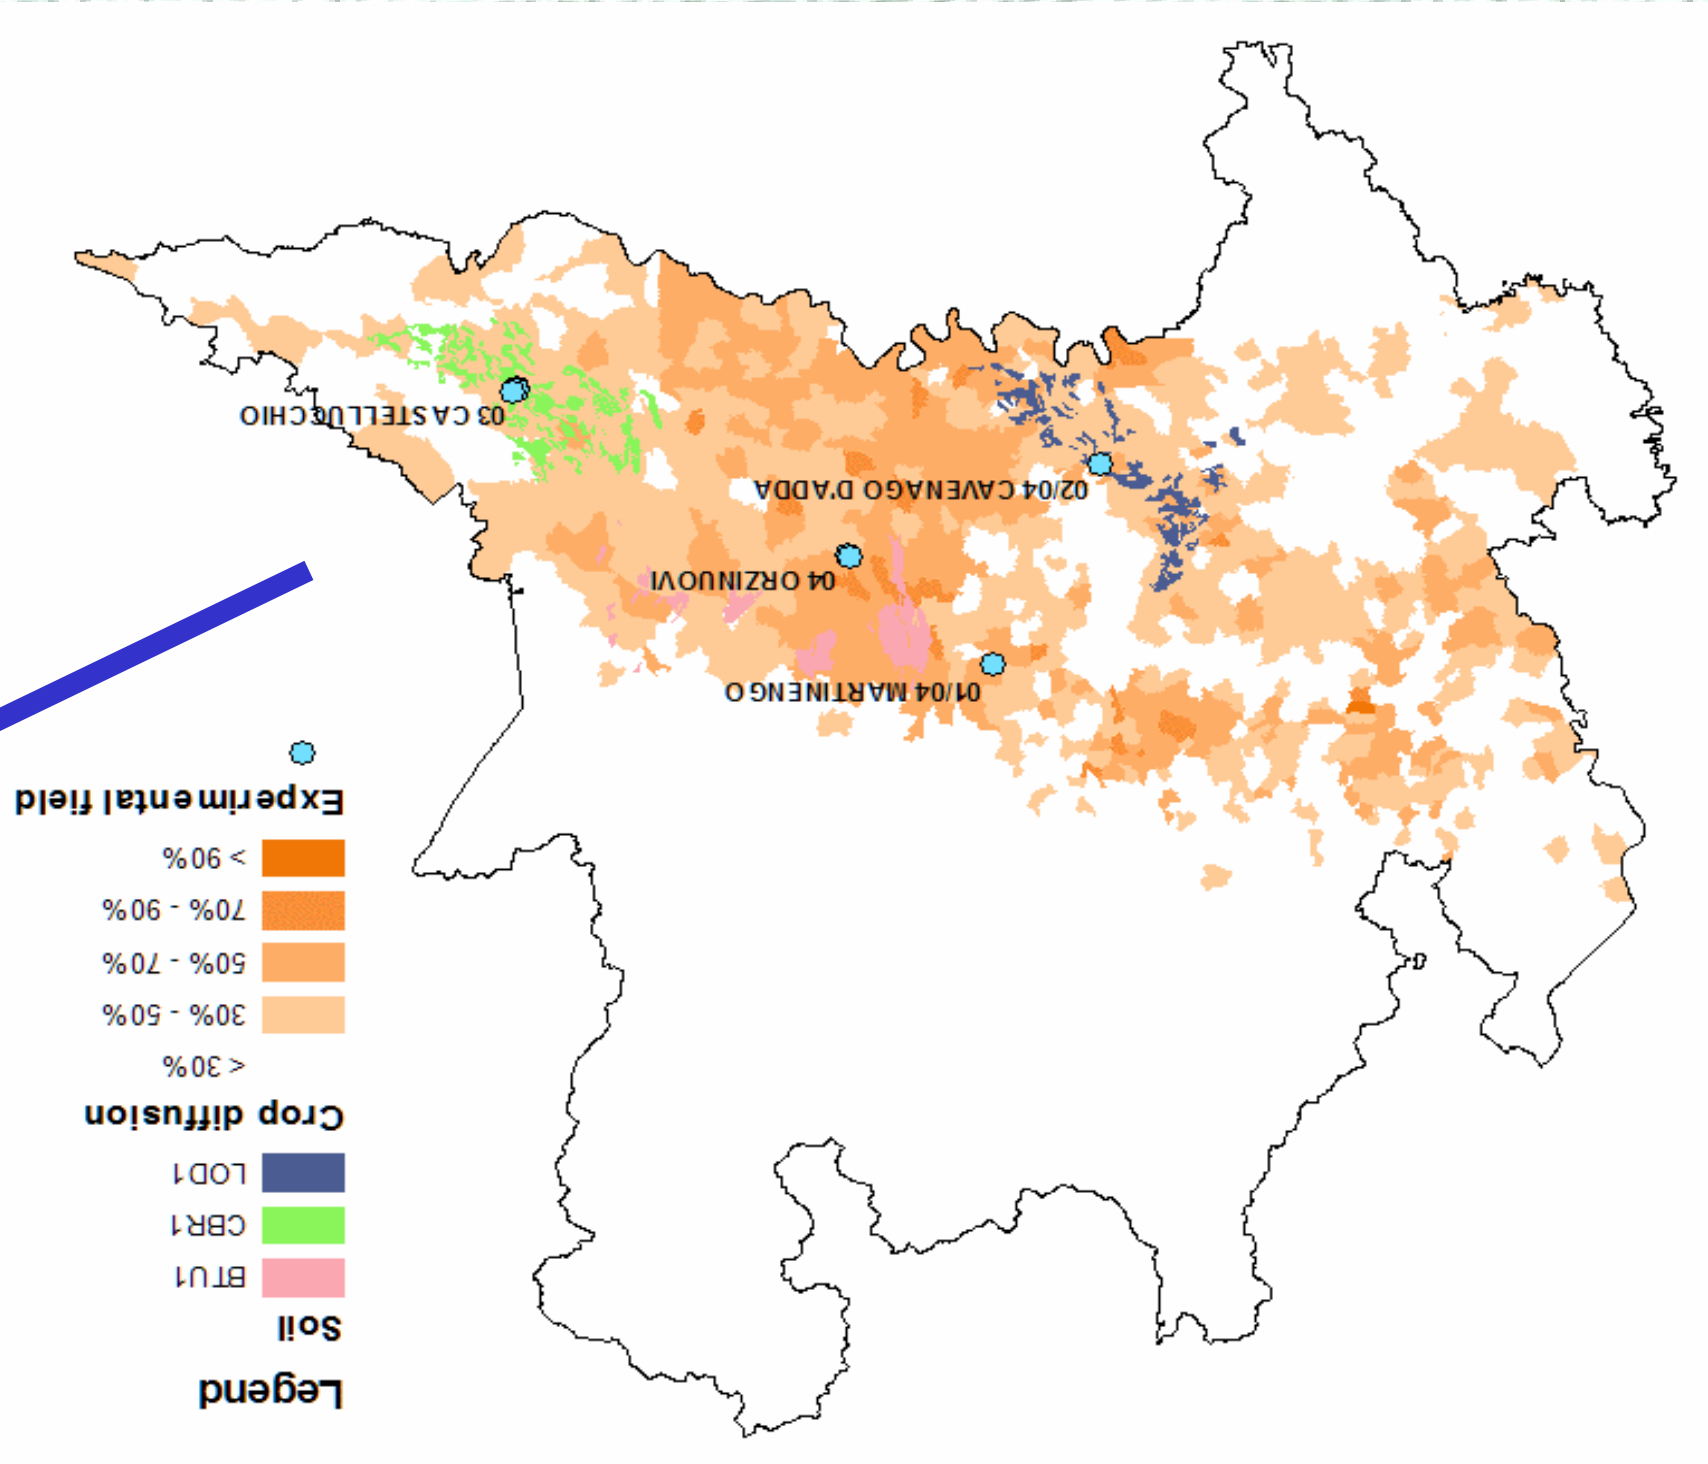 Legend
Soil
BTU1
CBR1
LOD1
Crop diffusion
< 30%
30% - 50%
50% - 70%
70% - 90%
> 90%
Experimental field
01/04 MARTINENGO
04 ORZINUOVI
02/04 CAVENAGO D'ADDA
03 CASTELLUCCHIO